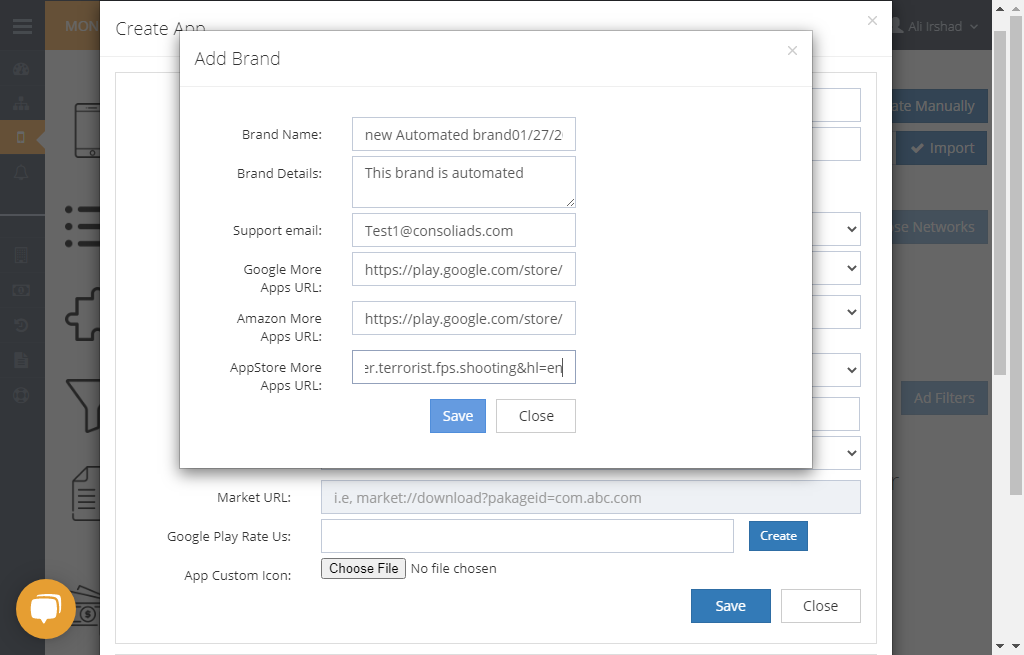 MON
Create App
×
Ali Irshad
Add Brand
×
Brand Name:
new Automated brand01/27/2
Brand Details:
This brand is automated
Support email:
Test1@consoliads.com
Google More
Apps URL:
https://play.google.com/store/
Amazon More
Apps URL:
https://play.google.com/store/
AppStore More
Apps URL:
er.terrorist.fps.shooting&hl=en
Save
Close
ate Manually
Import
se Networks
Ad Filters
Market URL:
i.e, market://download?pakageid=com.abc.com
Google Play Rate Us:
Create
App Custom Icon:
Choose File
No file chosen
Save
Close